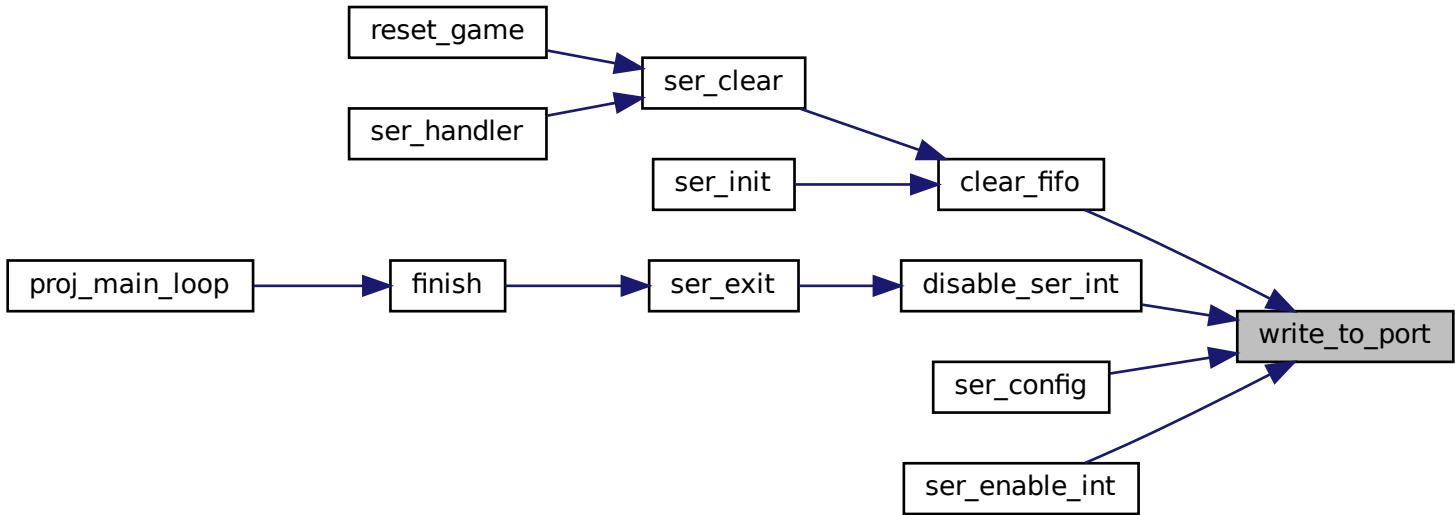 reset_game
ser_clear
ser_handler
ser_init
clear_fifo
proj_main_loop
finish
ser_exit
disable_ser_int
write_to_port
ser_config
ser_enable_int